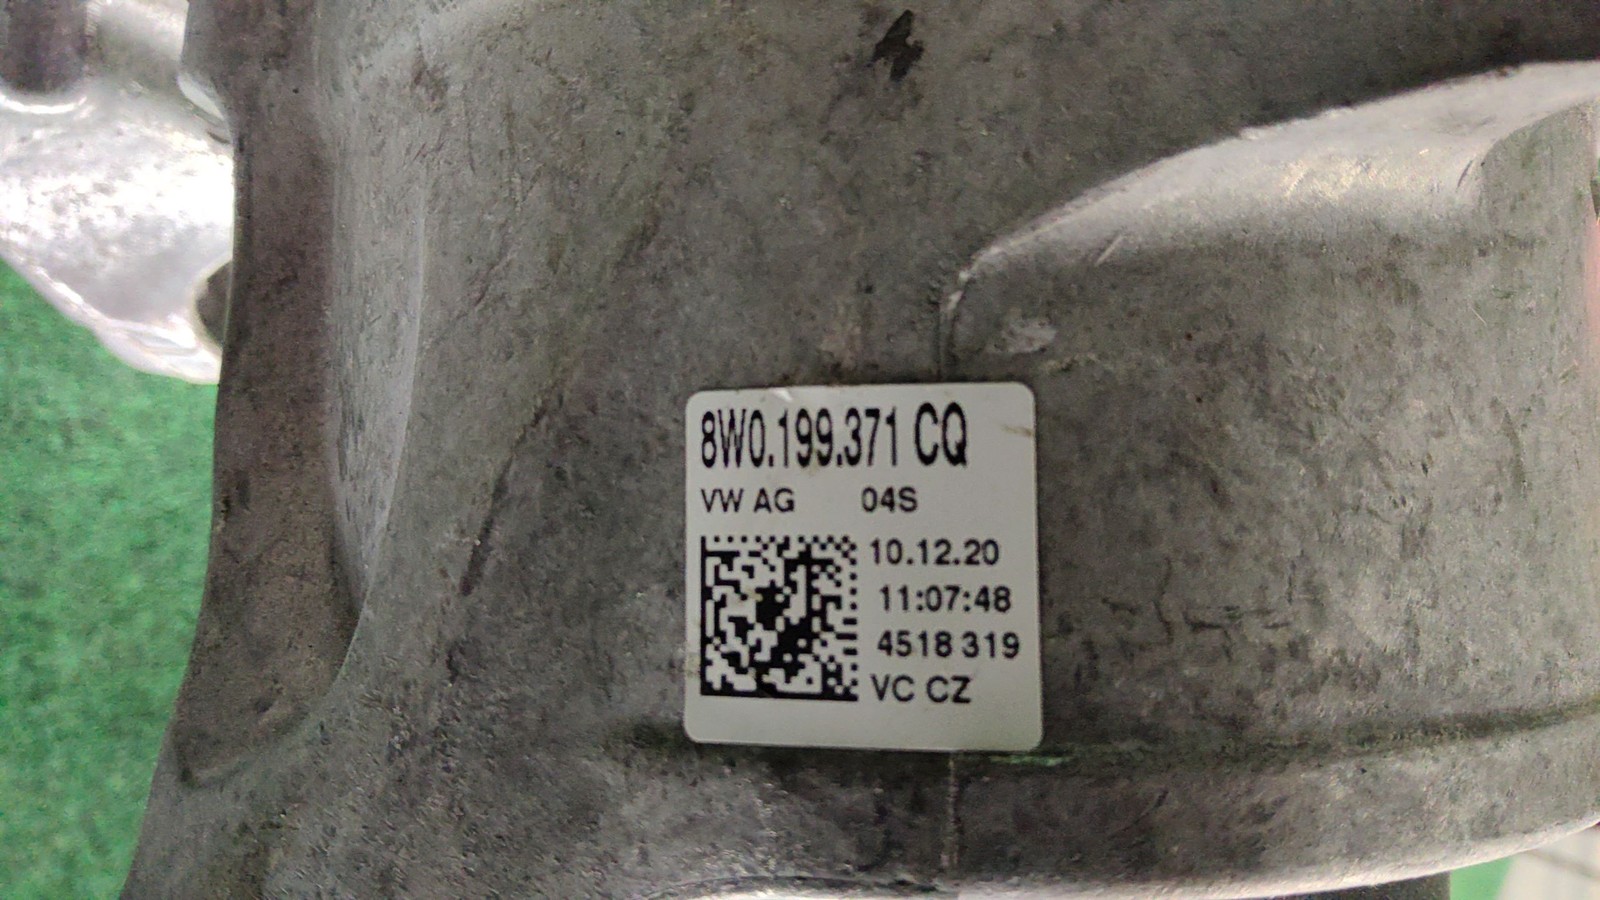 8W0.199.371 CQ
VW AG 04S
10.12.20
11:07:48
4518 319
VC CZ